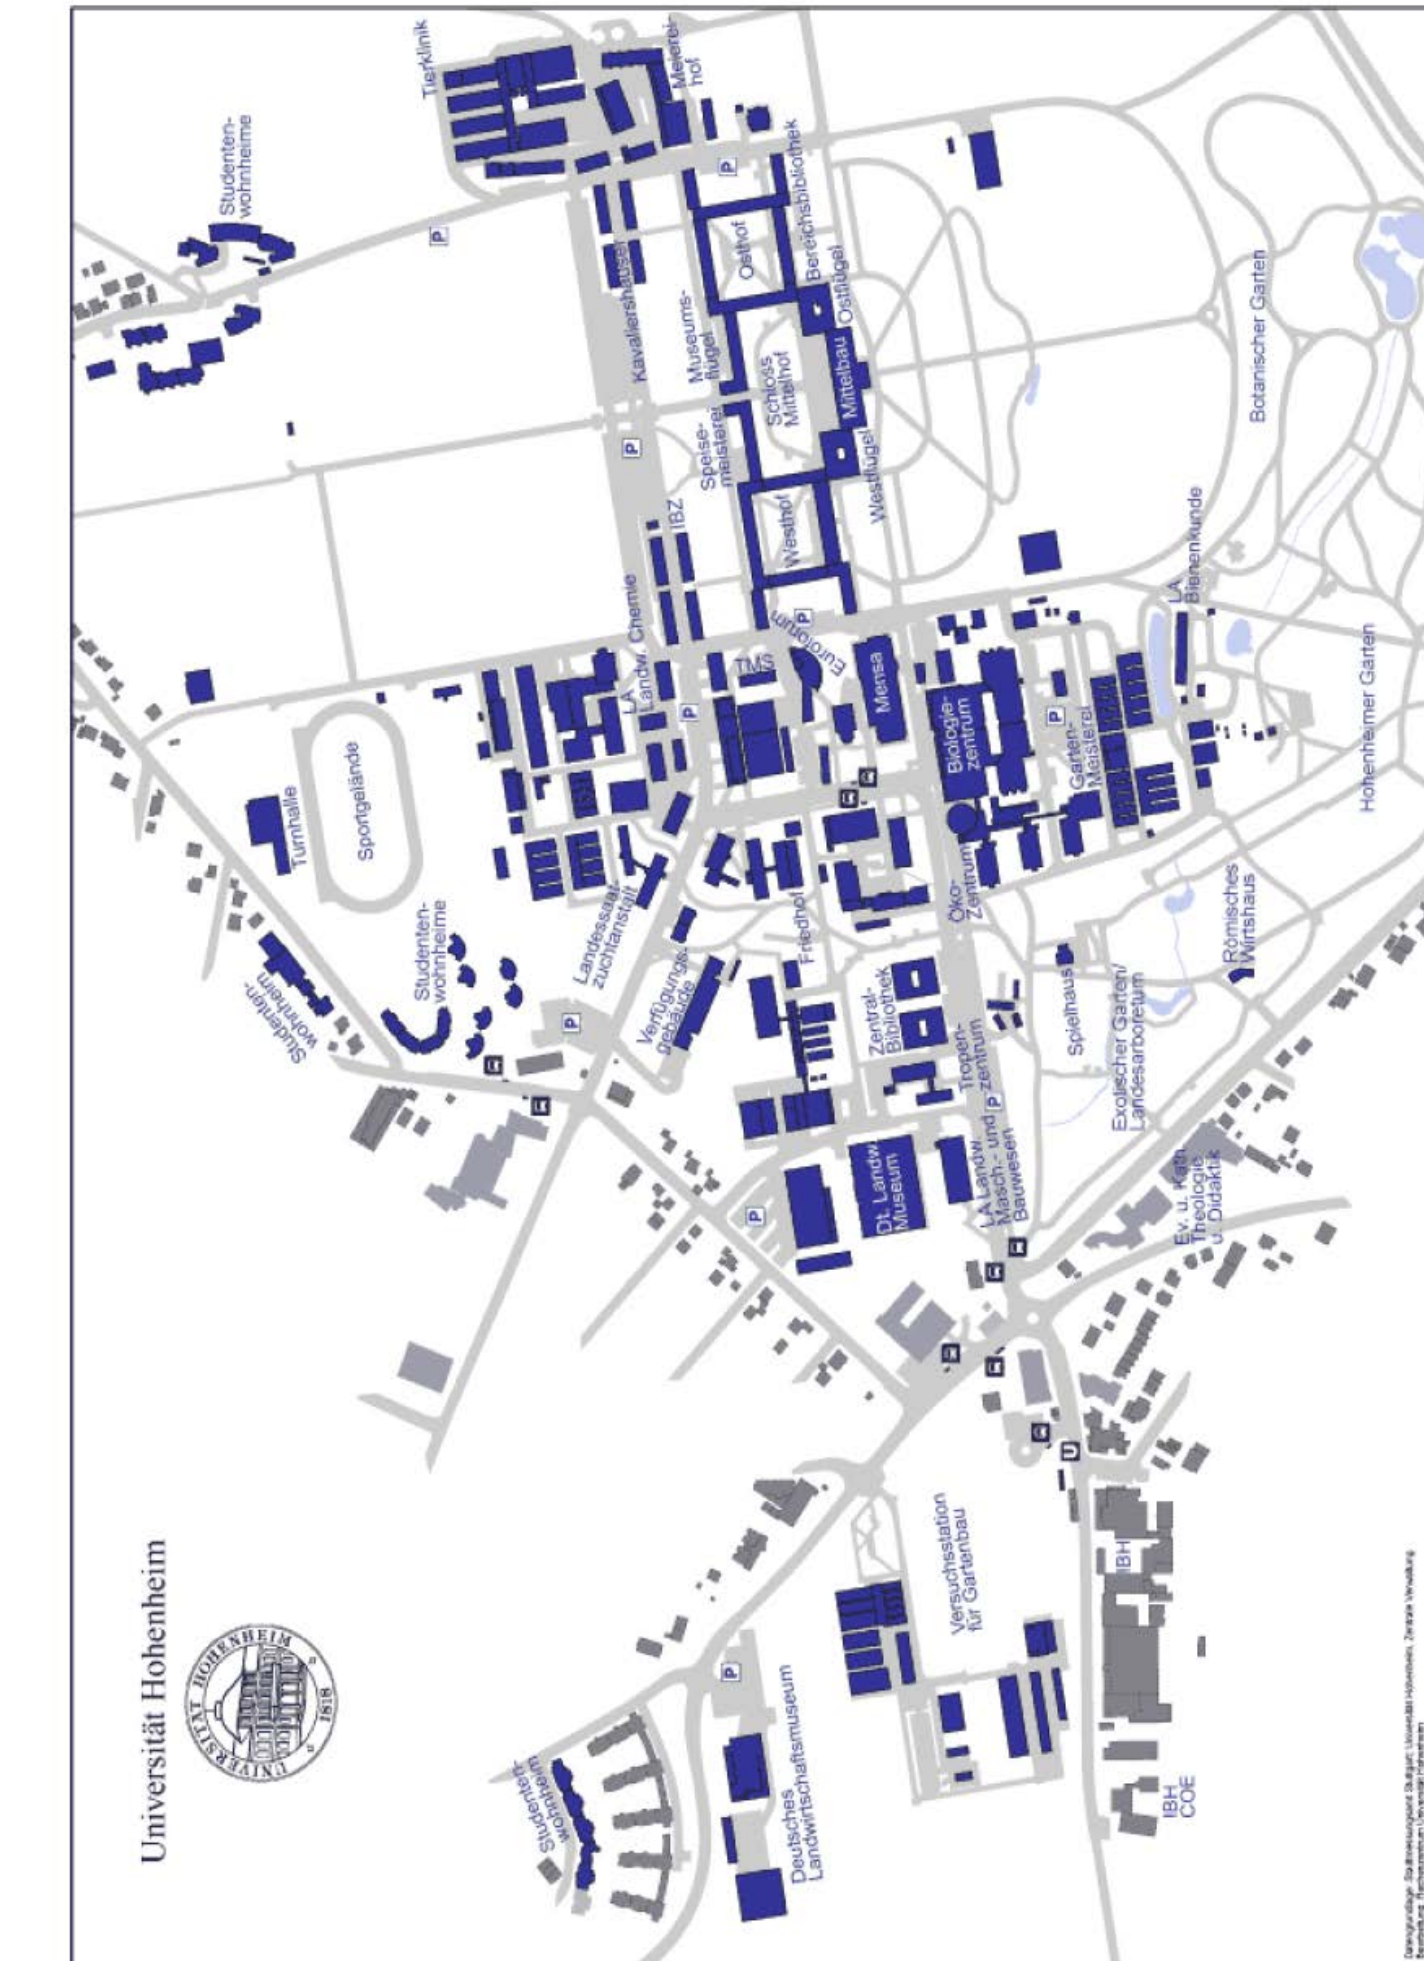 Universität Hohenheim
UNIVERSITÄT HOHENHEIM
1818
Studenten-
wohnheim
Deutsches
Landwirtschaftsmuseum
P
Versuchsstation
für Gartenbau
IBH
COE
IBH
U
Ev. u. Kath.
Theologie
u. Didaktik
P
Dt. Landw.
Museum
LA Landw.
Masch.- und
Bauwesen
P
Tropen-
zentrum
Zentral-
Bibliothek
Exotischer Garten/
Landesarboretum
Spielhaus
Römisches
Wirtshaus
Studenten-
wohnheim
Studenten-
wohnheime
P
Verfügungs-
gebäude
Landessaat-
zuchtanstalt
Friedhof
Öko-
Zentrum
Turnhalle
Sportgelände
Biologie-
zentrum
Garten-
Meisterei
P
Hohenheimer Garten
Mensa
Euroforum
TMS
P
P
LA
Landw. Chemie
LA
Bienenkunde
IBZ
Westhof
Westflügel
Speise-
meisterei
P
Schloss
Mittelhof
Mittelbau
Museums-
flügel
Kavaliershäuser
Ostflügel
Osthof
Bereichsbibliothek
Botanischer Garten
P
P
Studenten-
wohnheime
Tierklinik
Meierei-
hof